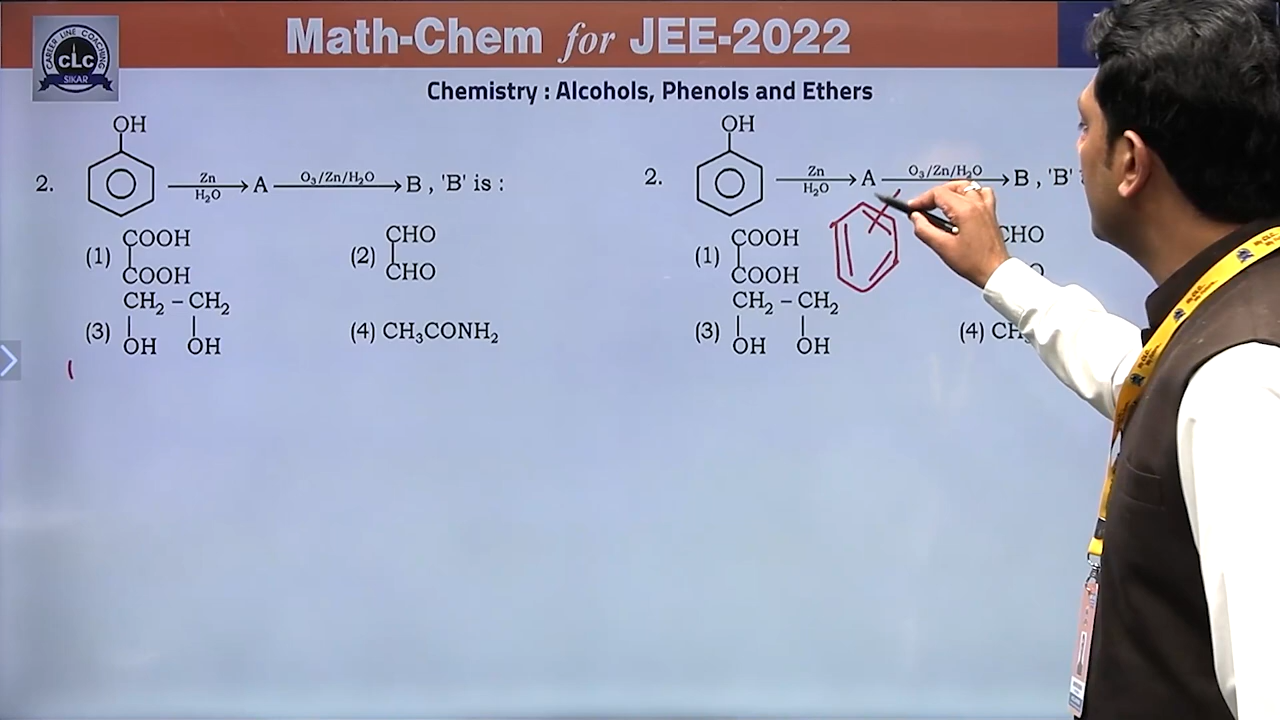 Math-Chem for JEE-2022
CAREER LINE COACHING
CLC
SIKAR
Chemistry : Alcohols, Phenols and Ethers
OH
2. Zn H₂O A O₃/Zn/H₂O B , 'B' is :
(1) COOH COOH
(2) CHO CHO
(3) CH₂ – CH₂ OH OH
(4) CH₃CONH₂
OH
2. Zn H₂O A O₃/Zn/H₂O B , 'B'
(1) COOH COOH
CHO
(3) CH₂ – CH₂ OH OH
(4)